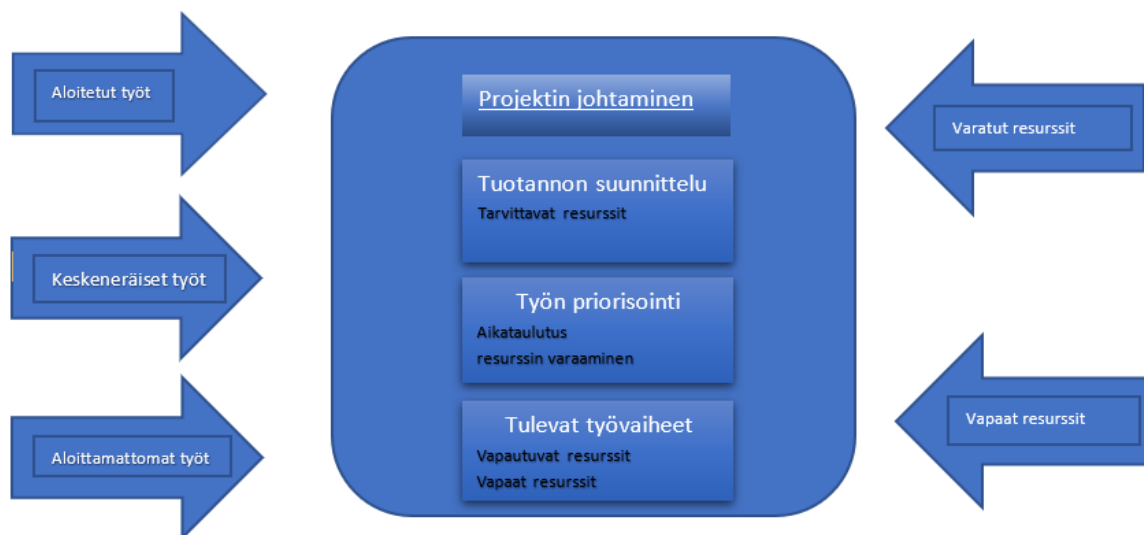 Aloitetut työt
Keskeneräiset työt
Aloittamattomat työt
Projektin johtaminen
Tuotannon suunnittelu
Tarvittavat resurssit
Työn priorisointi
Aikataulutus
resurssin varaaminen
Tulevat työvaiheet
Vapautuvat resurssit
Vapaat resurssit
Varatut resurssit
Vapaat resurssit